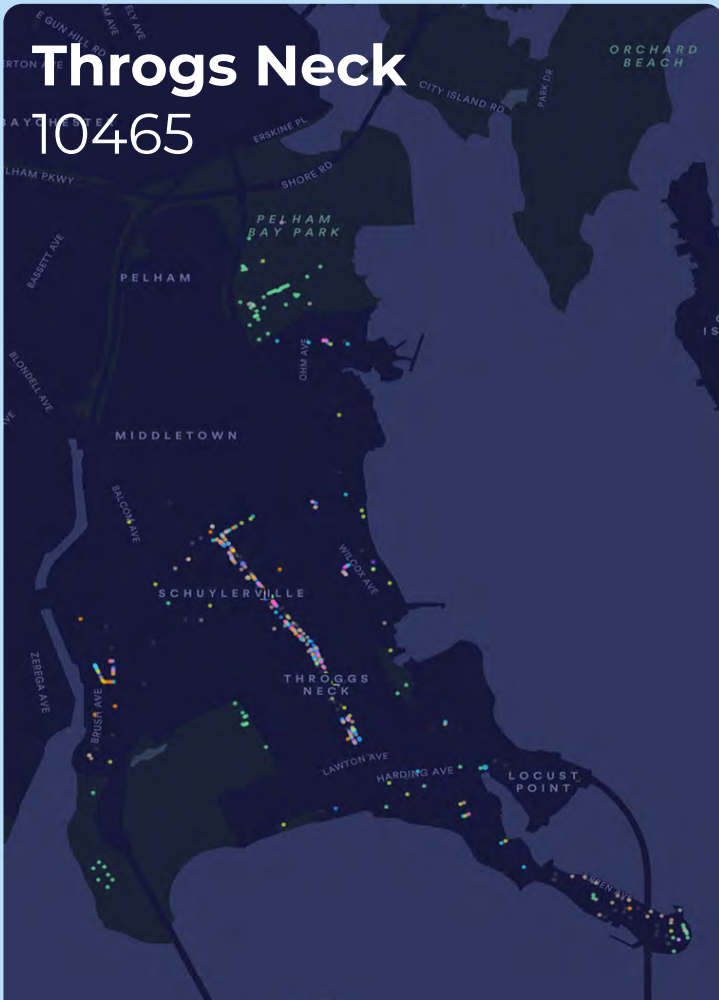 E GUN HILL RD
ELY AVE
Throgs Neck
10465
ORCHARD
BEACH
CITY ISLAND RD
PARK DR
ERSKINE PL
SHORE RD
PELHAM
BAY PARK
BASSETT AVE
PELHAM
OHM AVE
BLONDELL AVE
MIDDLETOWN
BALCOM AVE
WILCOX AVE
SCHUYLERVILLE
ZEREGA AVE
BRUSH AVE
THROGGS
NECK
LAWTON AVE
HARDING AVE
LOCUST
POINT